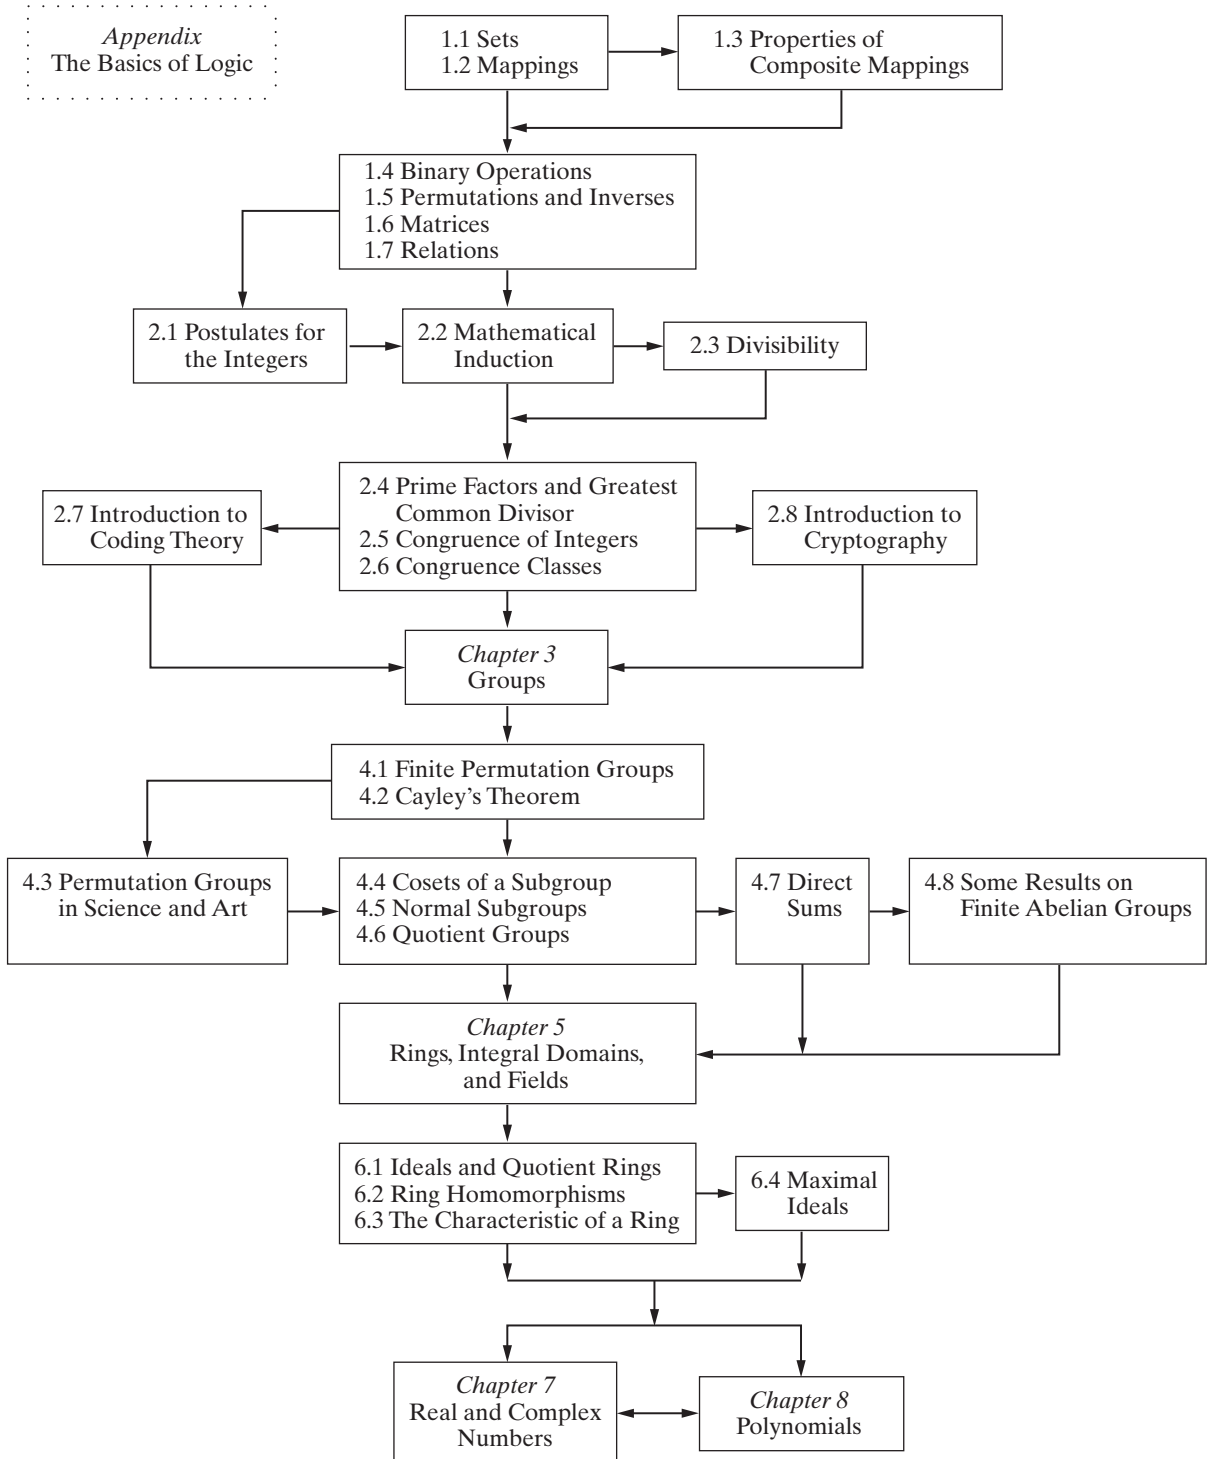 Appendix
The Basics of Logic
1.1 Sets
1.2 Mappings
1.3 Properties of
Composite Mappings
1.4 Binary Operations
1.5 Permutations and Inverses
1.6 Matrices
1.7 Relations
2.1 Postulates for
the Integers
2.2 Mathematical
Induction
2.3 Divisibility
2.7 Introduction to
Coding Theory
2.4 Prime Factors and Greatest
Common Divisor
2.5 Congruence of Integers
2.6 Congruence Classes
2.8 Introduction to
Cryptography
Chapter 3
Groups
4.1 Finite Permutation Groups
4.2 Cayley's Theorem
4.3 Permutation Groups
in Science and Art
4.4 Cosets of a Subgroup
4.5 Normal Subgroups
4.6 Quotient Groups
4.7 Direct
Sums
4.8 Some Results on
Finite Abelian Groups
Chapter 5
Rings, Integral Domains,
and Fields
6.1 Ideals and Quotient Rings
6.2 Ring Homomorphisms
6.3 The Characteristic of a Ring
6.4 Maximal
Ideals
Chapter 7
Real and Complex
Numbers
Chapter 8
Polynomials